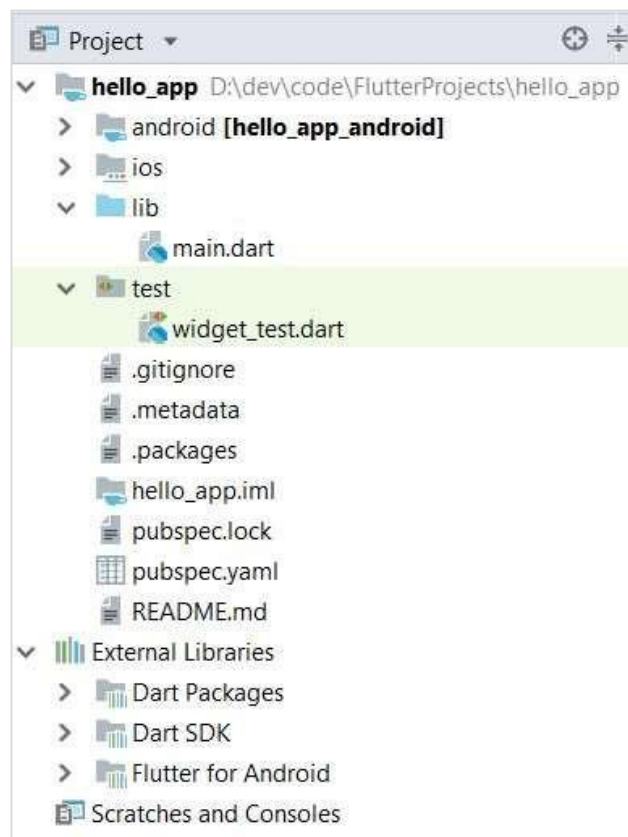 Project
hello_app D:\dev\code\FlutterProjects\hello_app
android [hello_app_android]
ios
lib
main.dart
test
widget_test.dart
.gitignore
.metadata
.packages
hello_app.iml
pubspec.lock
pubspec.yaml
README.md
External Libraries
Dart Packages
Dart SDK
Flutter for Android
Scratches and Consoles